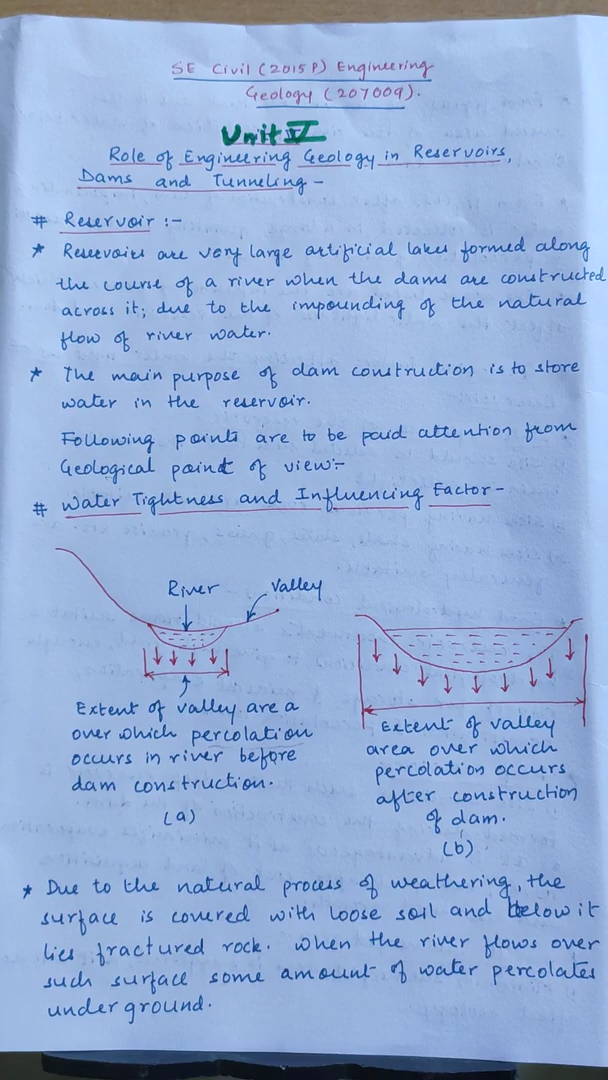 SE Civil (2015 P) Engineering
Geology (207009).
Unit V
Role of Engineering Geology in Reservoirs,
Dams and Tunneling -
# Reservoir :-
* Reservoirs are very large artificial lakes formed along
the course of a river when the dams are constructed
across it; due to the impounding of the natural
flow of river water.
* The main purpose of dam construction is to store
water in the reservoir.
Following points are to be paid attention from
Geological point of view:-
# Water Tightness and Influencing Factor -
River
Valley
Extent of valley are a
over which percolation
occurs in river before
dam construction.
(a)
Extent of valley
area over which
percolation occurs
after construction
of dam.
(b)
* Due to the natural process of weathering, the
surface is covered with loose soil and below it
lies fractured rock. When the river flows over
such surface some amount of water percolates
underground.